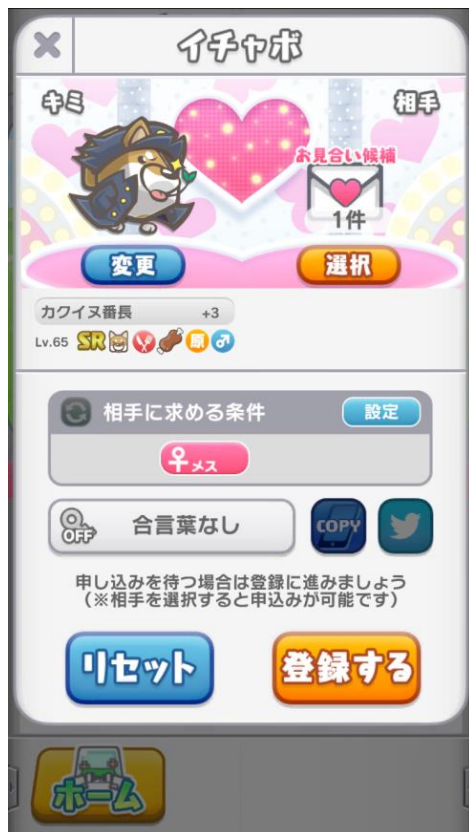 イチャポ
キミ
相手
お見合い候補
1件
変更
選択
カクイヌ番長 +3
Lv.65 SR 原
相手に求める条件
設定
メス
OFF
合言葉なし
COPY
申し込みを待つ場合は登録に進みましょう
（※相手を選択すると申込みが可能です）
リセット
登録する
ホーム